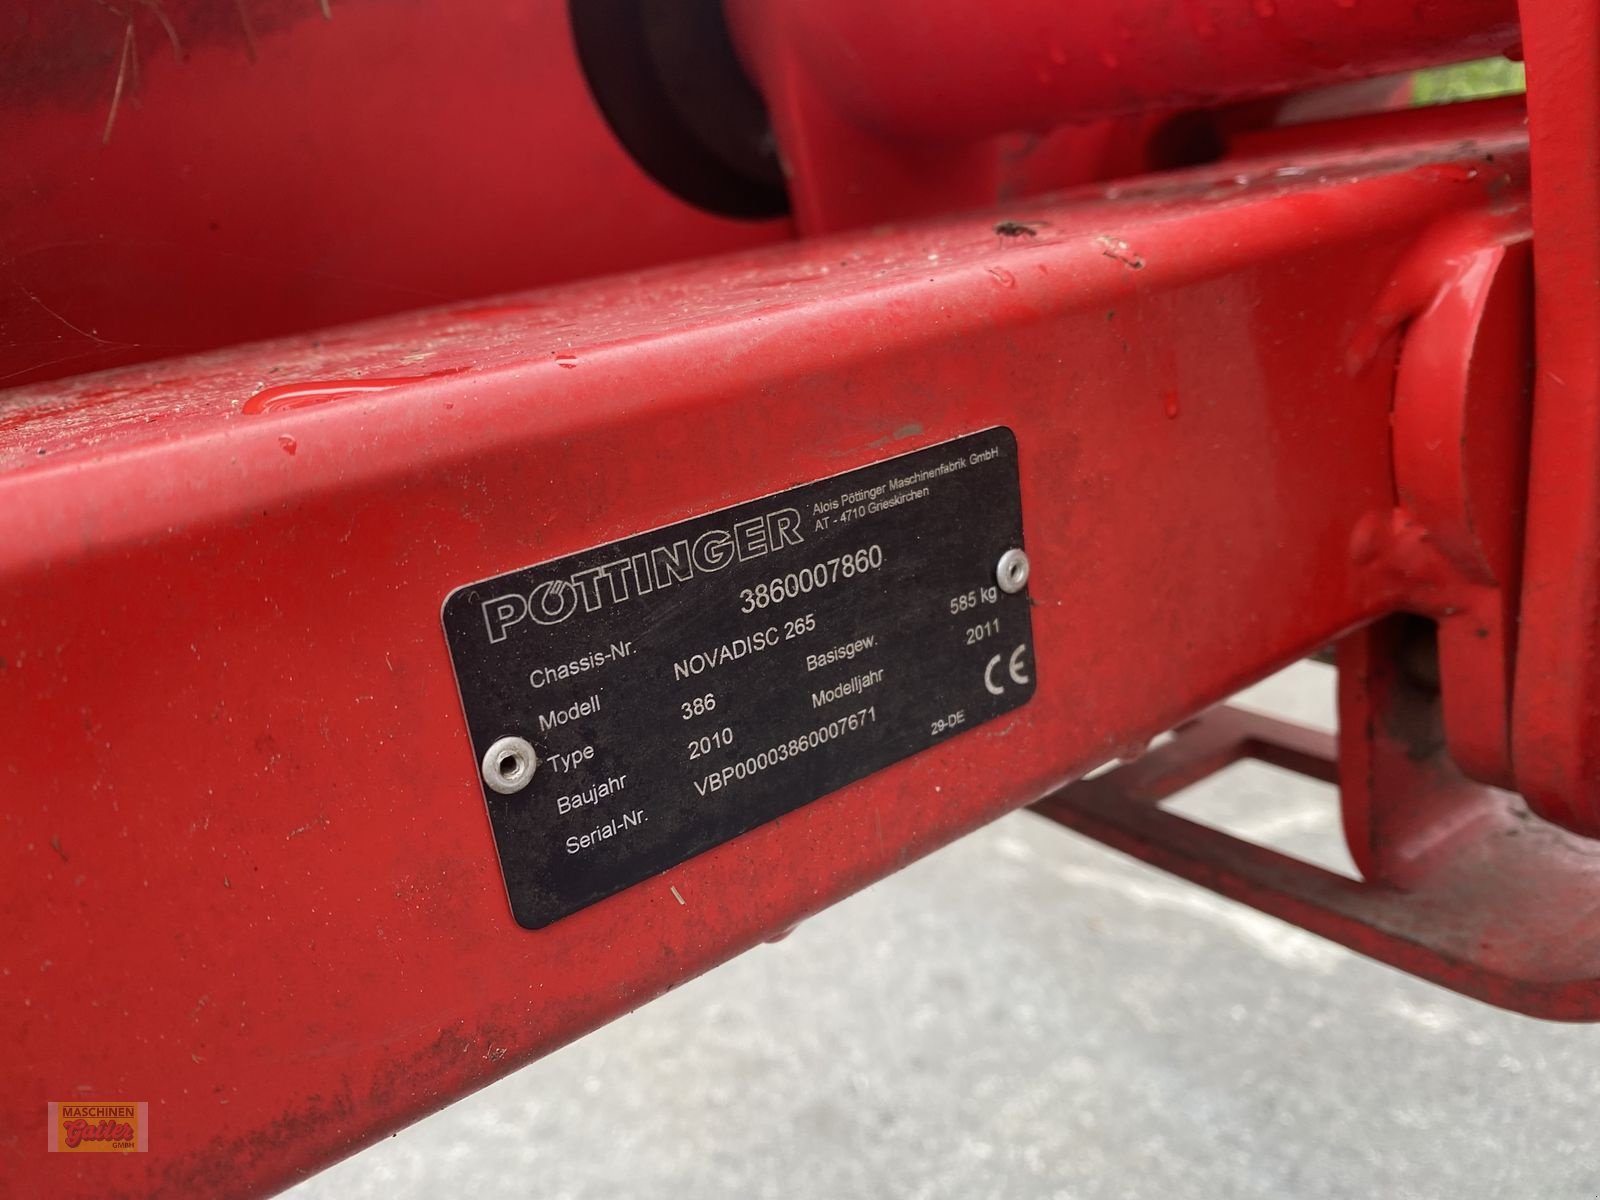 PÖTTINGER
Alois Pöttinger Maschinenfabrik GmbH
AT - 4710 Grieskirchen
Chassis-Nr. 3860007860
Modell NOVADISC 265
Type 386 Basisgew. 585 kg
Baujahr 2010 Modelljahr 2011
Serial-Nr. VBP00003860007671
29-DE CE
MASCHINEN
Gailer
GMBH